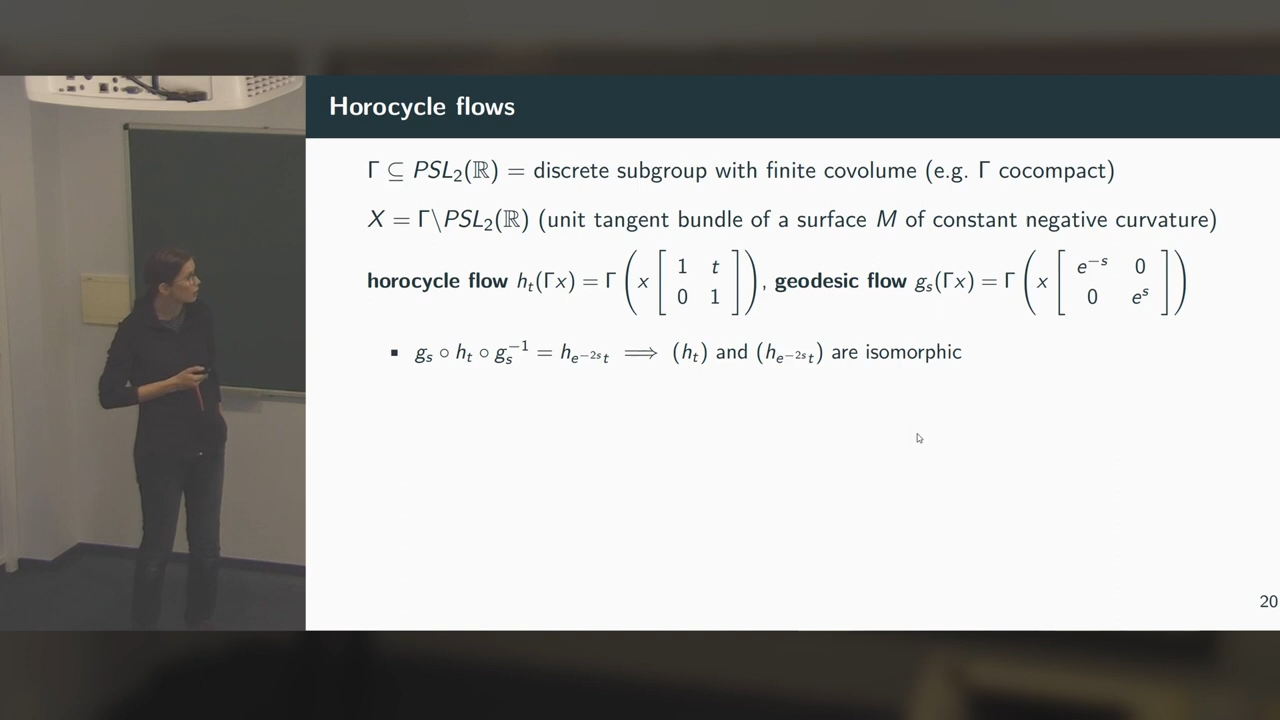 Horocycle flows
Γ ⊆ PSL₂(ℝ) = discrete subgroup with finite covolume (e.g. Γ cocompact)
X = Γ\PSL₂(ℝ) (unit tangent bundle of a surface M of constant negative curvature)
horocycle flow hₜ(Γx) = Γ (x [1 t; 0 1]), geodesic flow gₛ(Γx) = Γ (x [e⁻ˢ 0; 0 eˢ])
▪ gₛ ∘ hₜ ∘ gₛ⁻¹ = h_{e^{−2s}t} ⟹ (hₜ) and (h_{e^{−2s}t}) are isomorphic
20